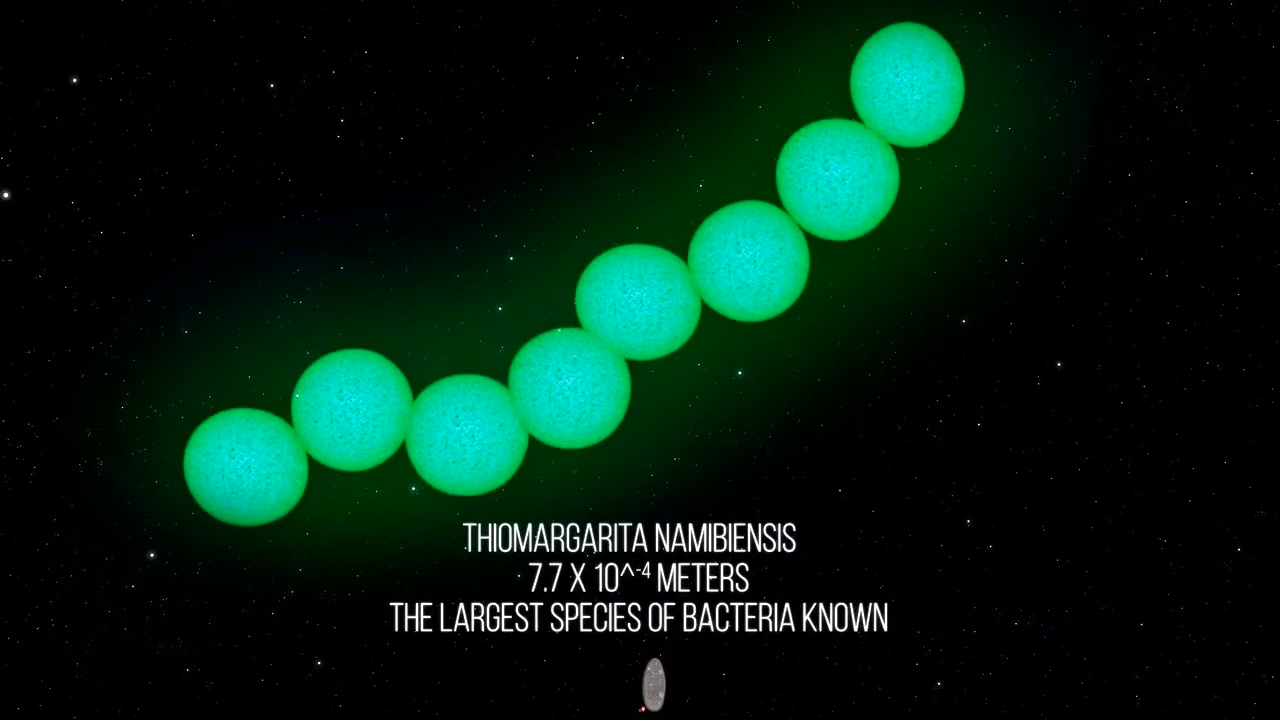 THIOMARGARITA NAMIBIENSIS
7.7 X 10^-4 METERS
THE LARGEST SPECIES OF BACTERIA KNOWN